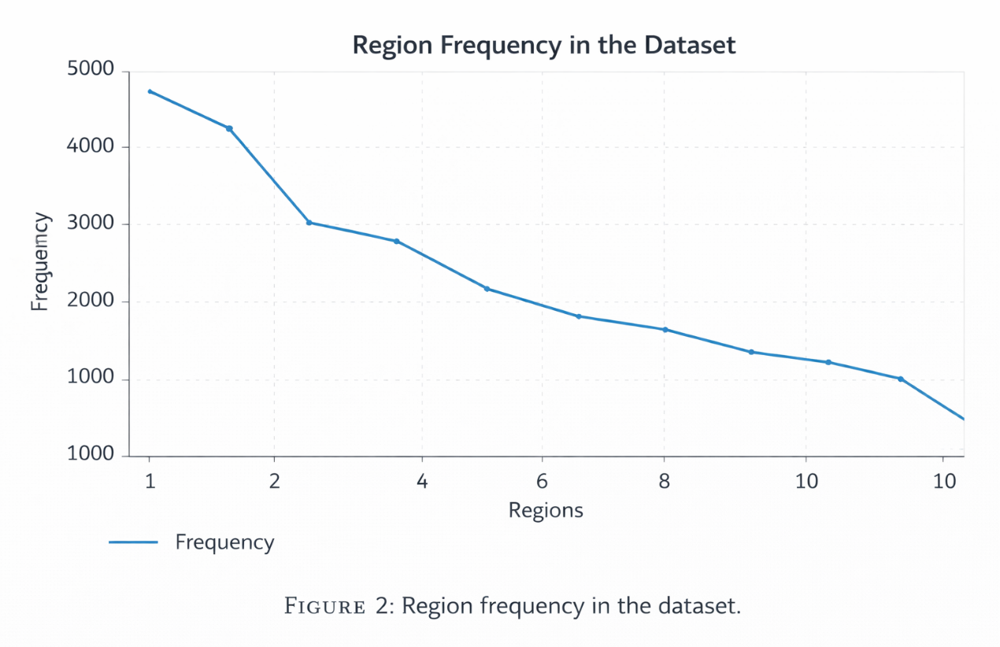 Region Frequency in the Dataset
5000
4000
3000
2000
1000
1000
Frequency
1 2 4 6 8 10 10
Regions
Frequency
FIGURE 2: Region frequency in the dataset.